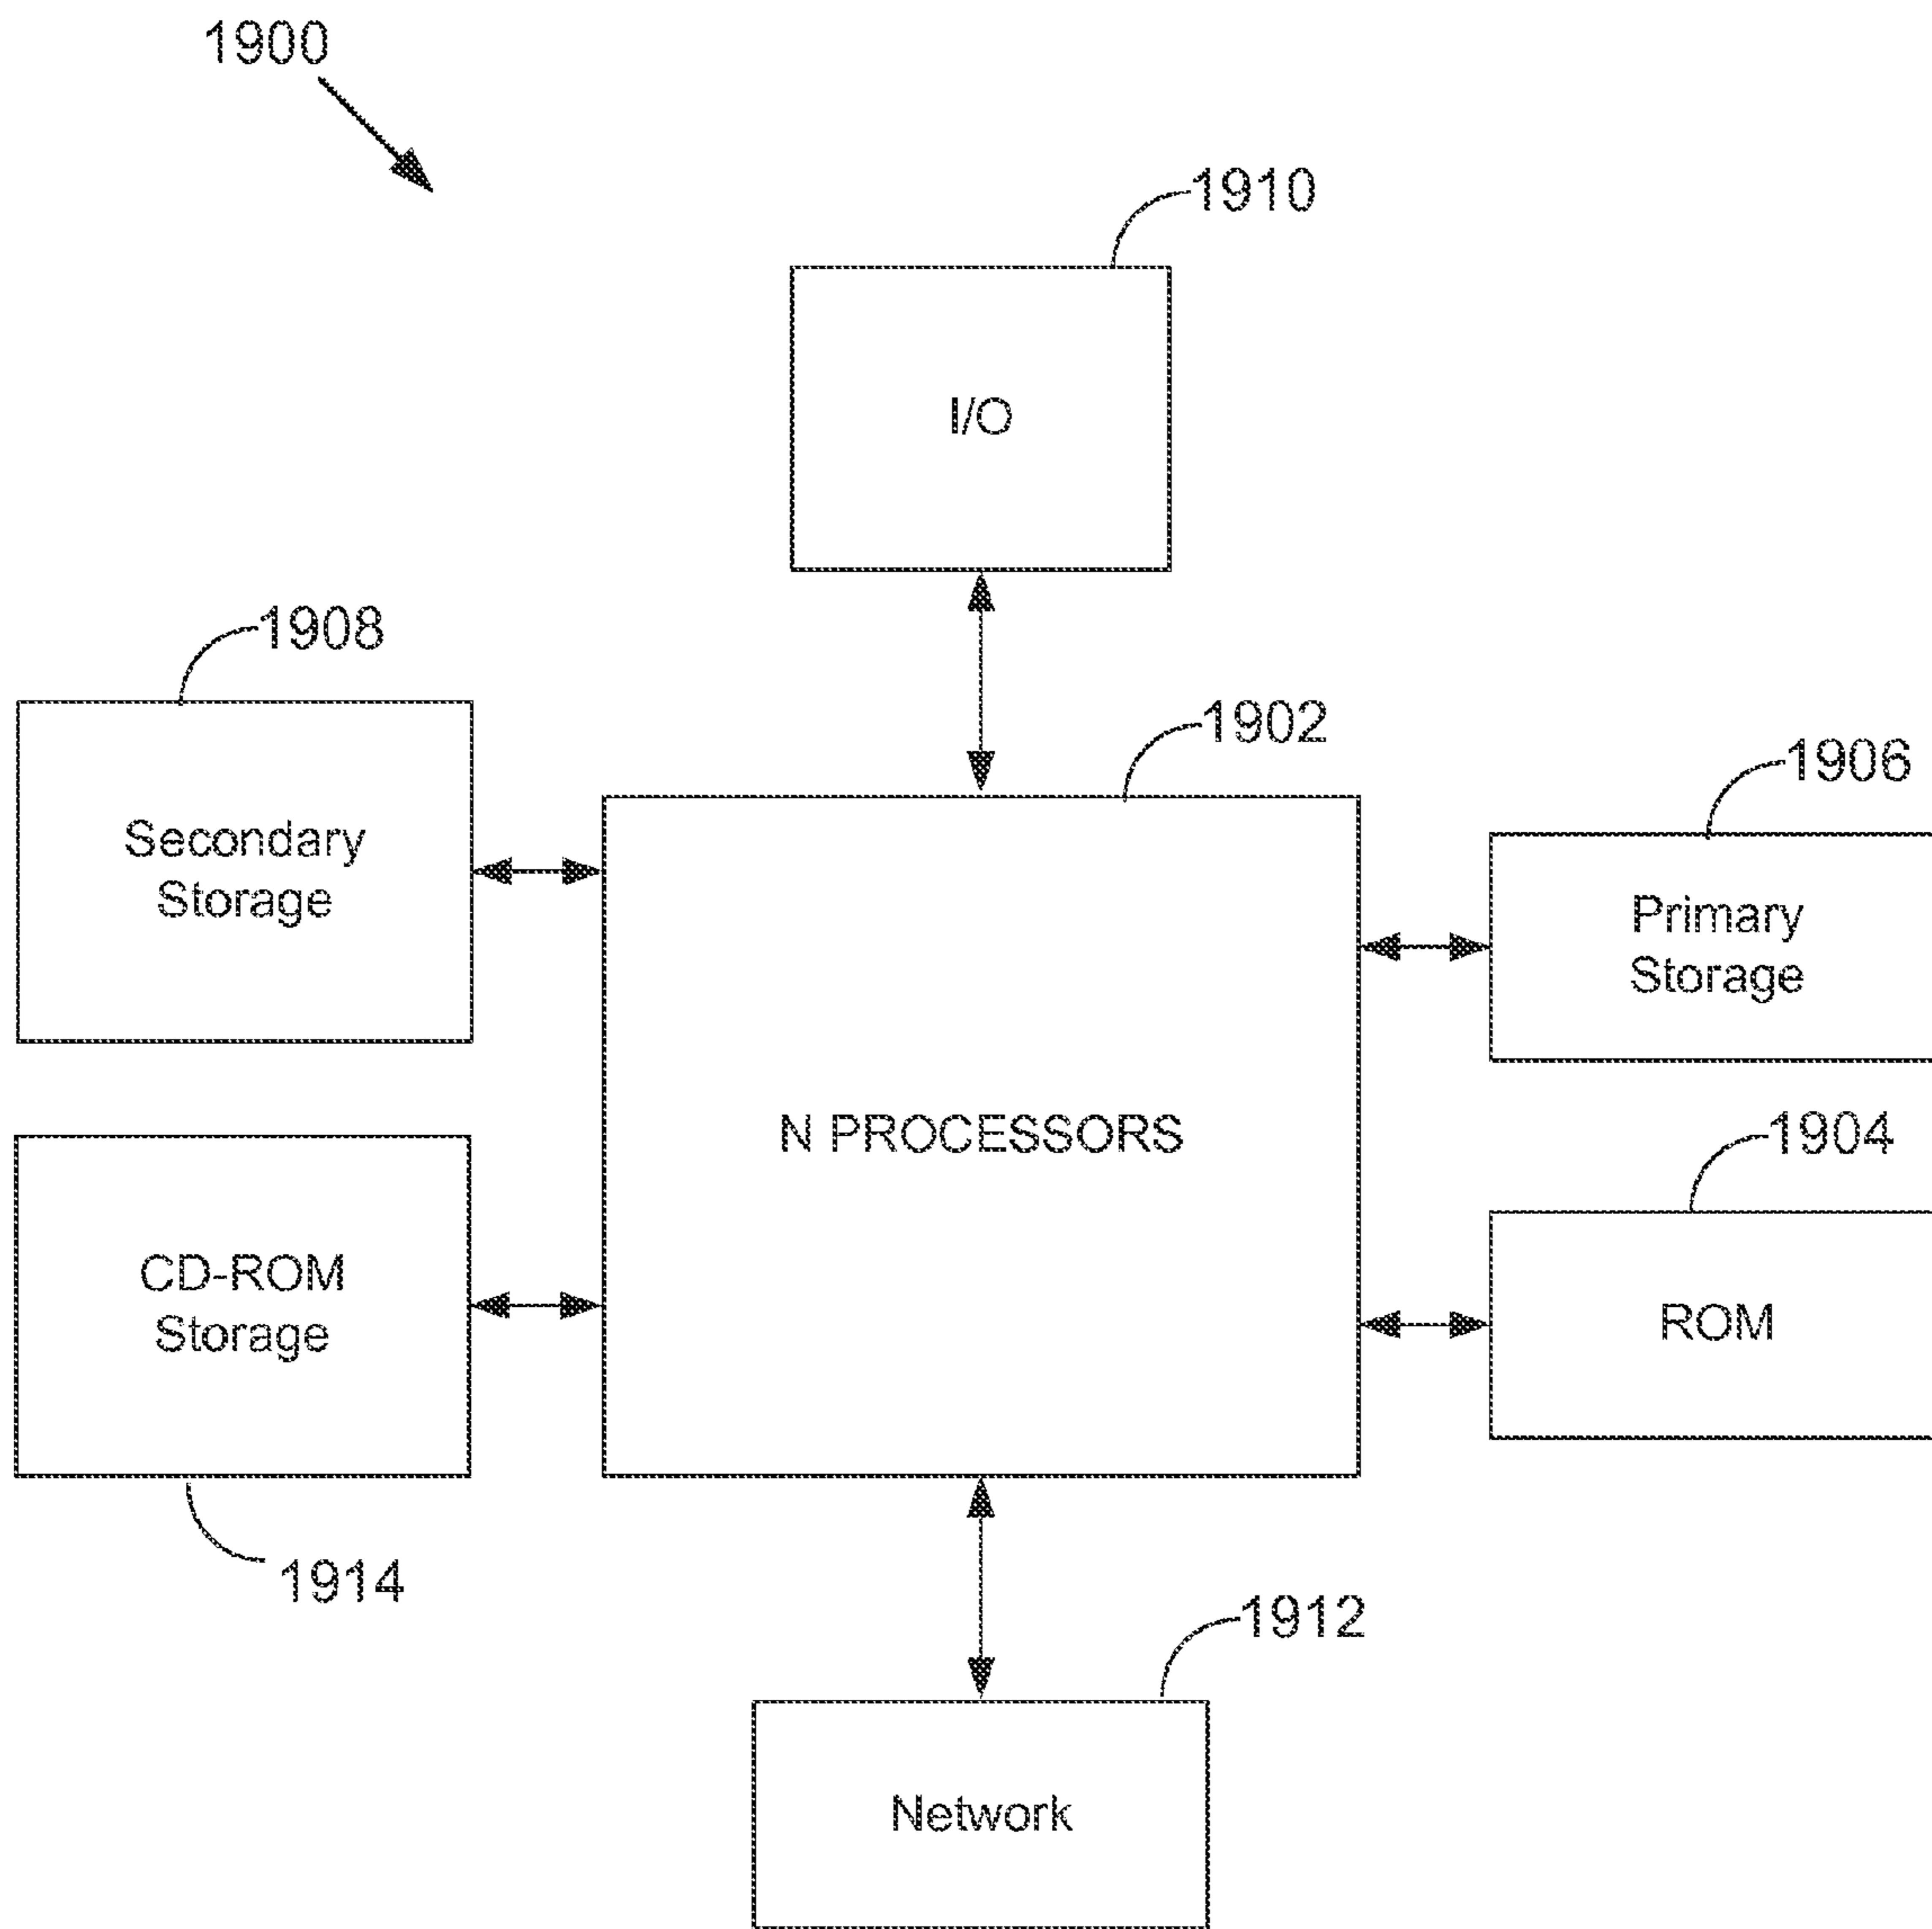 1900
1910
I/O
1908
1902
1906
Secondary
Storage
Primary
Storage
N PROCESSORS
1904
CD-ROM
Storage
ROM
1914
1912
Network